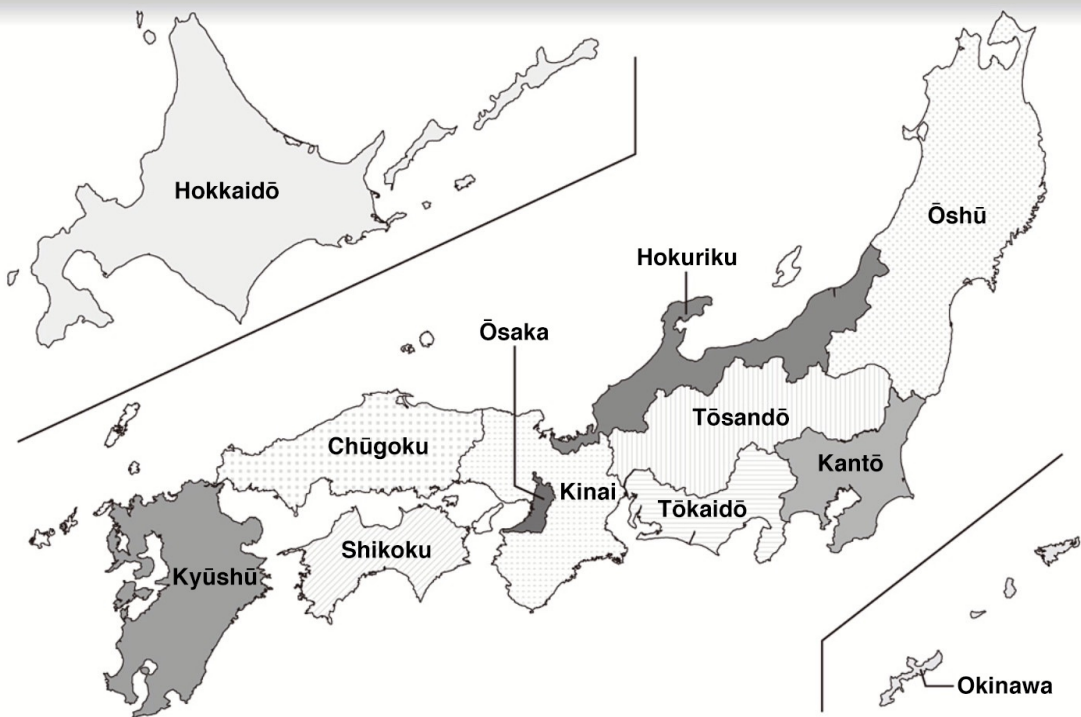 Hokkaidō
Ōshū
Hokuriku
Ōsaka
Tōsandō
Chūgoku
Kantō
Kinai
Tōkaidō
Shikoku
Kyūshū
Okinawa